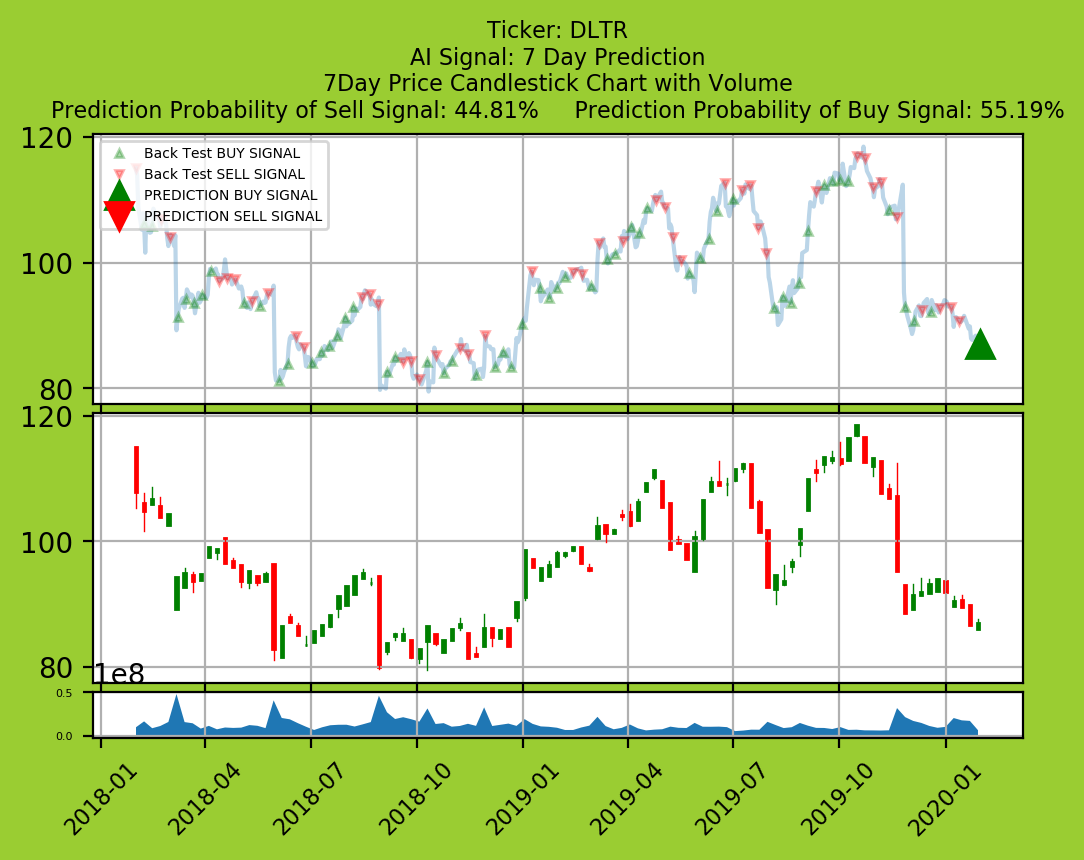 Ticker: DLTR
AI Signal: 7 Day Prediction
7Day Price Candlestick Chart with Volume
Prediction Probability of Sell Signal: 44.81% Prediction Probability of Buy Signal: 55.19%
120
100
80
Back Test BUY SIGNAL
Back Test SELL SIGNAL
PREDICTION BUY SIGNAL
PREDICTION SELL SIGNAL
120
100
80
1e8
0.5
0.0
2018-01
2018-04
2018-07
2018-10
2019-01
2019-04
2019-07
2019-10
2020-01